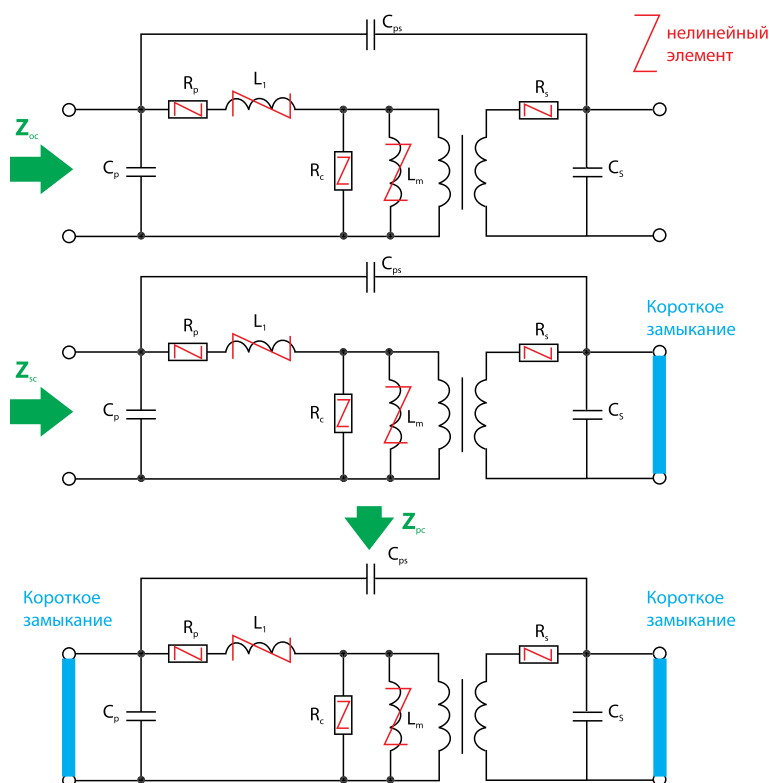 C_ps
нелинейный
элемент
R_p
L_1
R_s
Z_oc
C_p
R_c
L_m
C_S
C_ps
Короткое
замыкание
R_p
L_1
R_s
Z_sc
C_p
R_c
L_m
C_S
Z_pc
C_ps
Короткое
замыкание
Короткое
замыкание
R_p
L_1
R_s
C_p
R_c
L_m
C_S